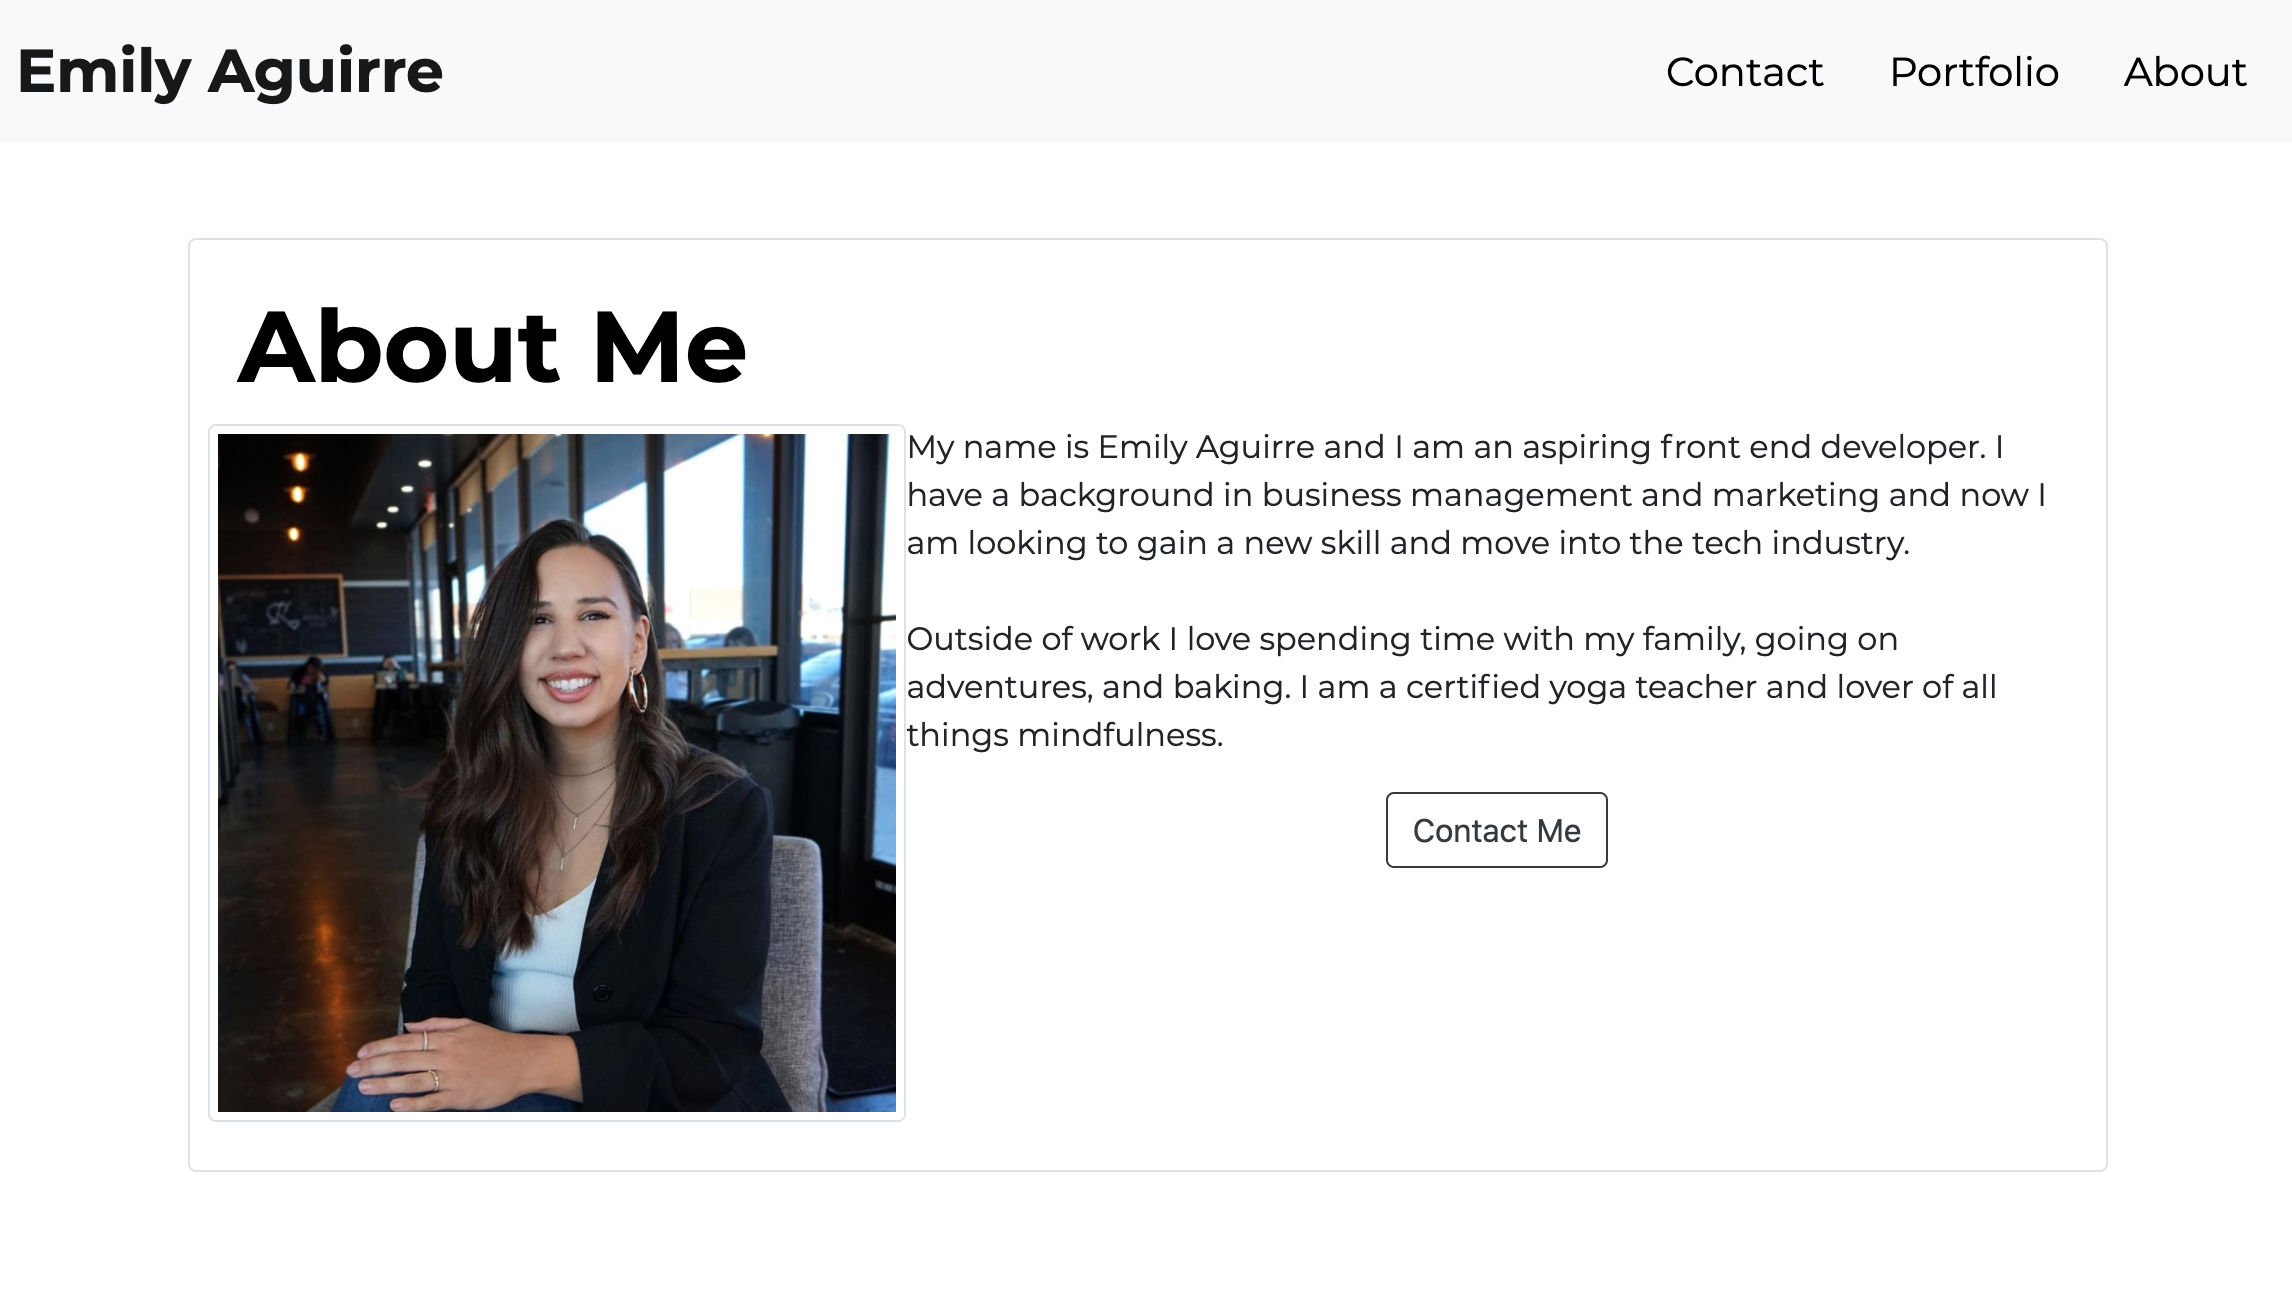 Emily Aguirre
Contact Portfolio About
About Me
My name is Emily Aguirre and I am an aspiring front end developer. I
have a background in business management and marketing and now I
am looking to gain a new skill and move into the tech industry.
Outside of work I love spending time with my family, going on
adventures, and baking. I am a certified yoga teacher and lover of all
things mindfulness.
Contact Me